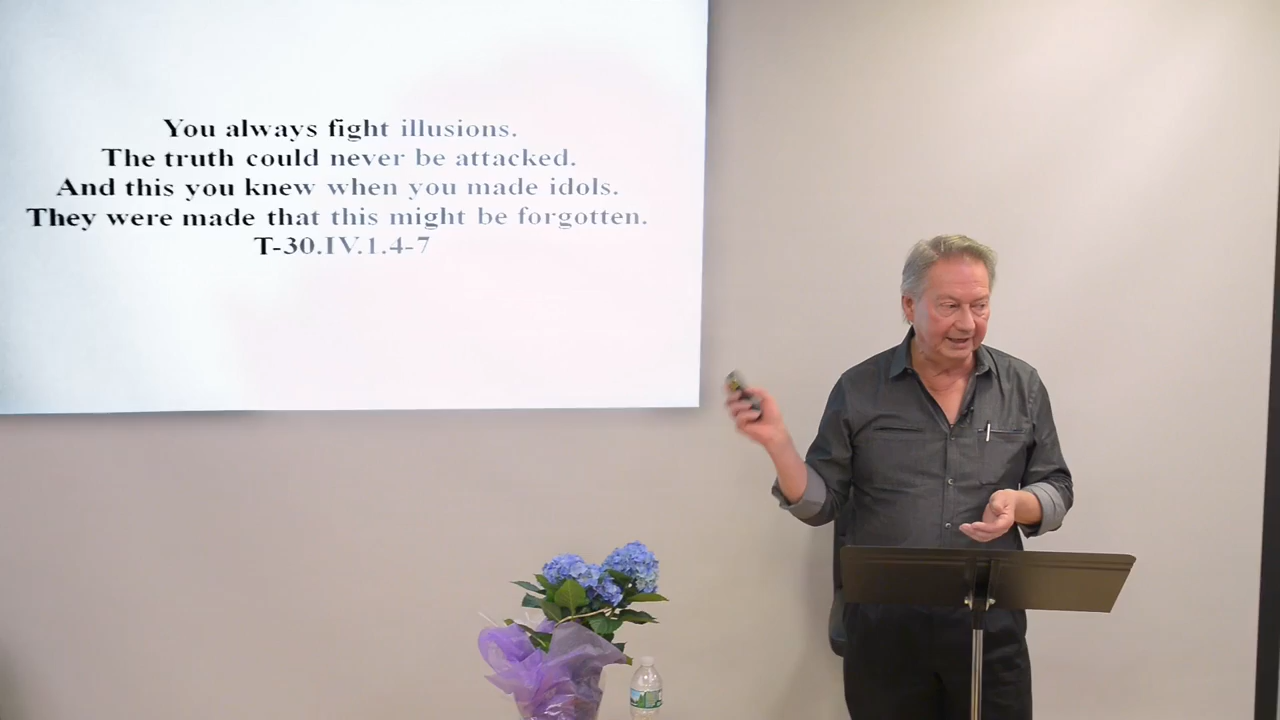 You always fight illusions.
The truth could never be attacked.
And this you knew when you made idols.
They were made that this might be forgotten.
T-30.IV.1.4-7